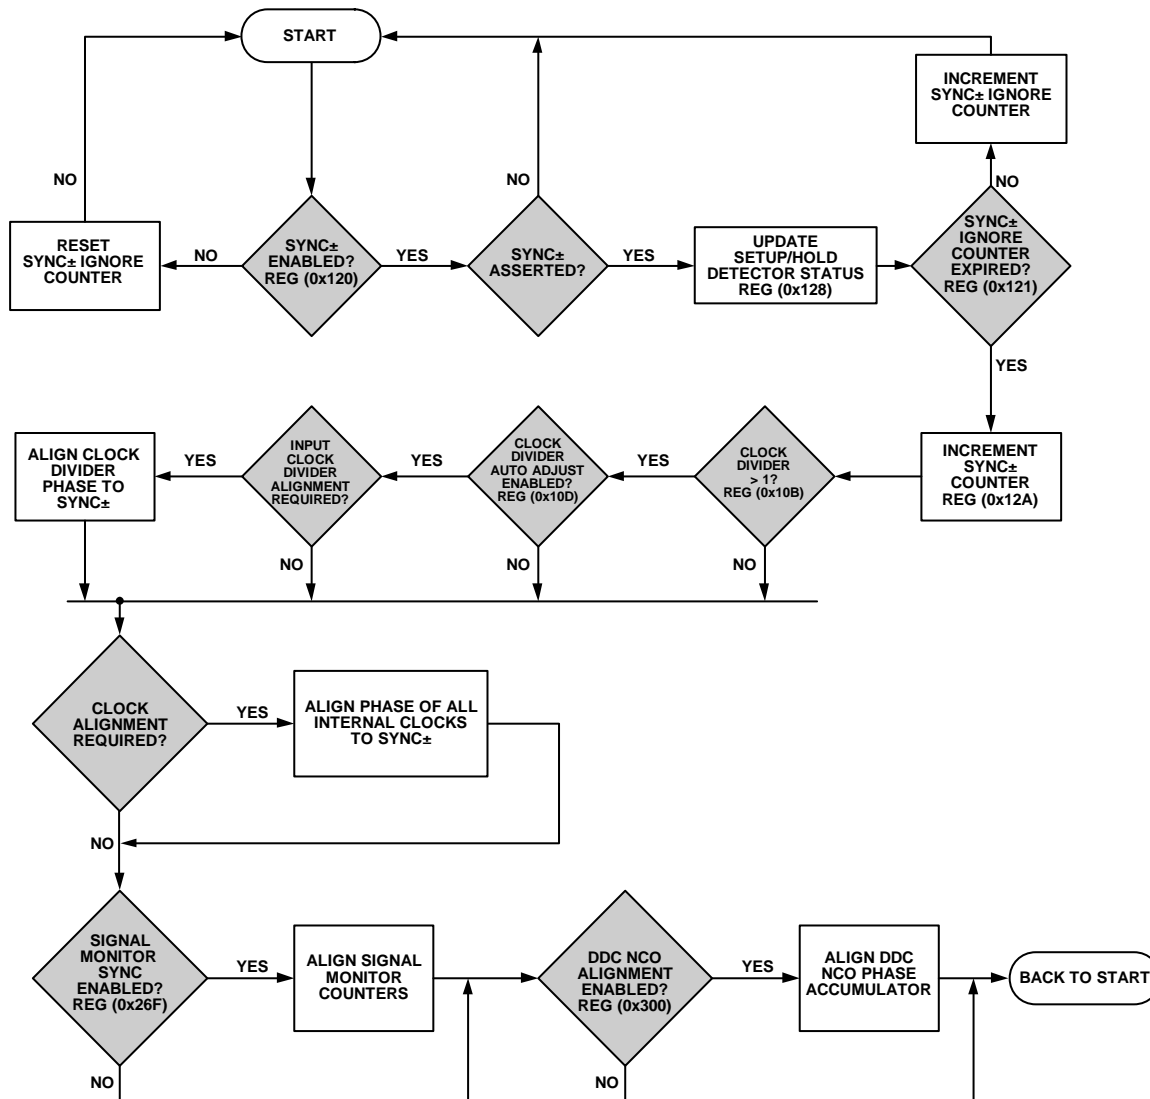 START
INCREMENT
SYNC± IGNORE
COUNTER
NO
NO
NO
RESET
SYNC± IGNORE
COUNTER
NO
SYNC±
ENABLED?
REG (0x120)
YES
SYNC±
ASSERTED?
YES
UPDATE
SETUP/HOLD
DETECTOR STATUS
REG (0x128)
SYNC±
IGNORE
COUNTER
EXPIRED?
REG (0x121)
YES
ALIGN CLOCK
DIVIDER
PHASE TO
SYNC±
YES
INPUT
CLOCK
DIVIDER
ALIGNMENT
REQUIRED?
YES
CLOCK
DIVIDER
AUTO ADJUST
ENABLED?
REG (0x10D)
YES
CLOCK
DIVIDER
> 1?
REG (0x10B)
INCREMENT
SYNC±
COUNTER
REG (0x12A)
NO
NO
NO
CLOCK
ALIGNMENT
REQUIRED?
YES
ALIGN PHASE OF ALL
INTERNAL CLOCKS
TO SYNC±
NO
SIGNAL
MONITOR
SYNC
ENABLED?
REG (0x26F)
YES
ALIGN SIGNAL
MONITOR
COUNTERS
DDC NCO
ALIGNMENT
ENABLED?
REG (0x300)
YES
ALIGN DDC
NCO PHASE
ACCUMULATOR
BACK TO START
NO
NO